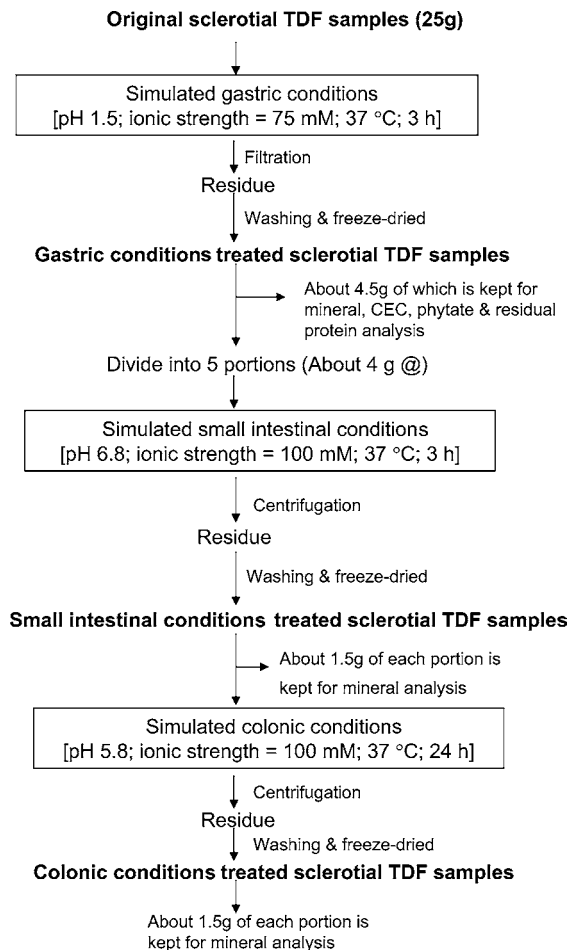 Original sclerotial TDF samples (25g)
Simulated gastric conditions
[pH 1.5; ionic strength = 75 mM; 37 °C; 3 h]
Filtration
Residue
Washing & freeze-dried
Gastric conditions treated sclerotial TDF samples
About 4.5g of which is kept for
mineral, CEC, phytate & residual
protein analysis
Divide into 5 portions (About 4 g @)
Simulated small intestinal conditions
[pH 6.8; ionic strength = 100 mM; 37 °C; 3 h]
Centrifugation
Residue
Washing & freeze-dried
Small intestinal conditions treated sclerotial TDF samples
About 1.5g of each portion is
kept for mineral analysis
Simulated colonic conditions
[pH 5.8; ionic strength = 100 mM; 37 °C; 24 h]
Centrifugation
Residue
Washing & freeze-dried
Colonic conditions treated sclerotial TDF samples
About 1.5g of each portion is
kept for mineral analysis